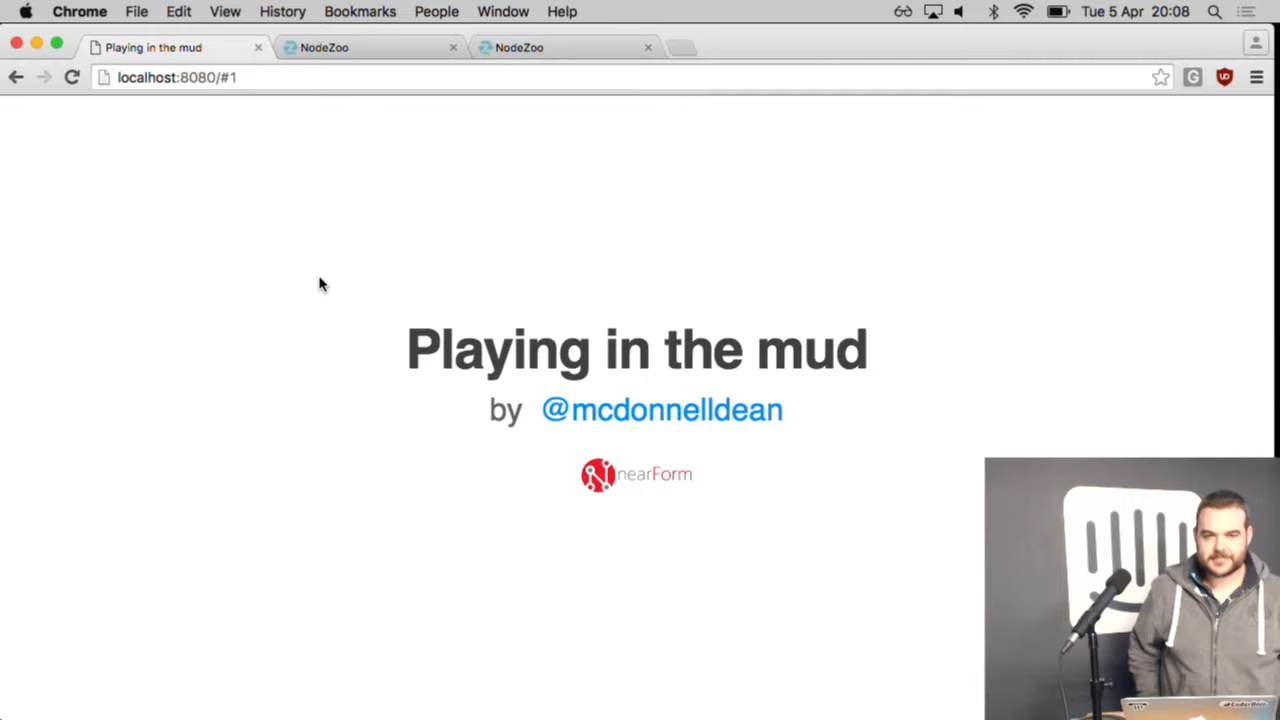 Chrome File Edit View History Bookmarks People Window Help Tue 5 Apr 20:08
Playing in the mud NodeZoo NodeZoo
localhost:8080/#1
Playing in the mud
by @mcdonnelldean
nearForm
CoderDojo